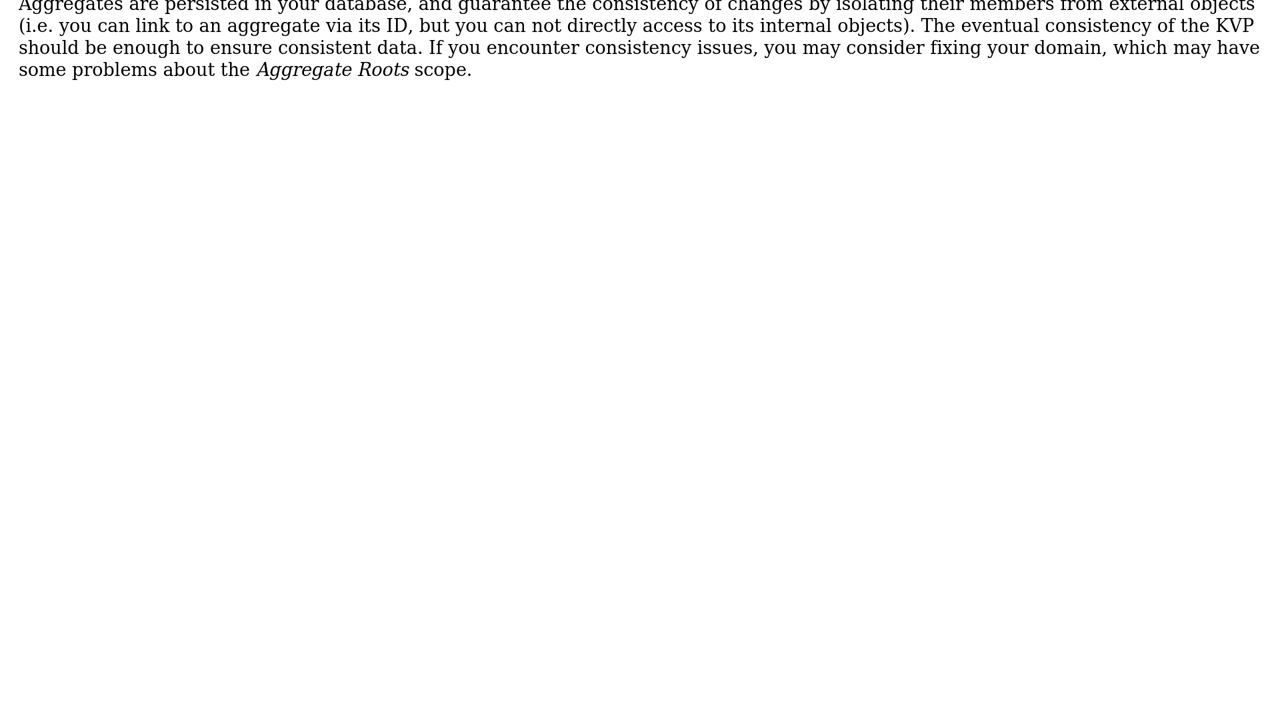 Aggregates are persisted in your database, and guarantee the consistency of changes by isolating their members from external objects
(i.e. you can link to an aggregate via its ID, but you can not directly access to its internal objects). The eventual consistency of the KVP
should be enough to ensure consistent data. If you encounter consistency issues, you may consider fixing your domain, which may have
some problems about the Aggregate Roots scope.